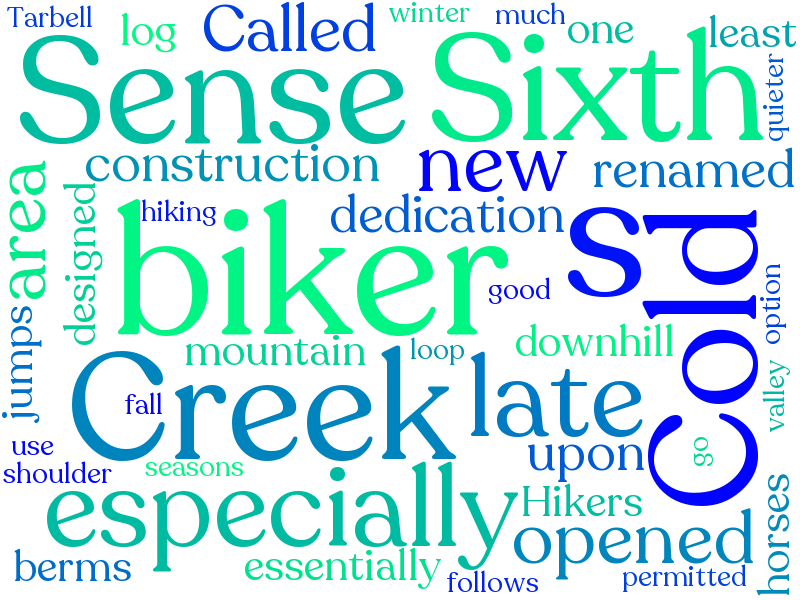 Tarbell
log
Called
winter
much
one
least
Sense
Sixth
quieter
construction
new
renamed
area
designed
hiking
dedication
s
Cold
biker
good
option
jumps
mountain
loop
downhill
valley
Creek
late
fall
use
upon
go
shoulder
seasons
especially
Hikers
opened
horses
berms
essentially
follows
permitted